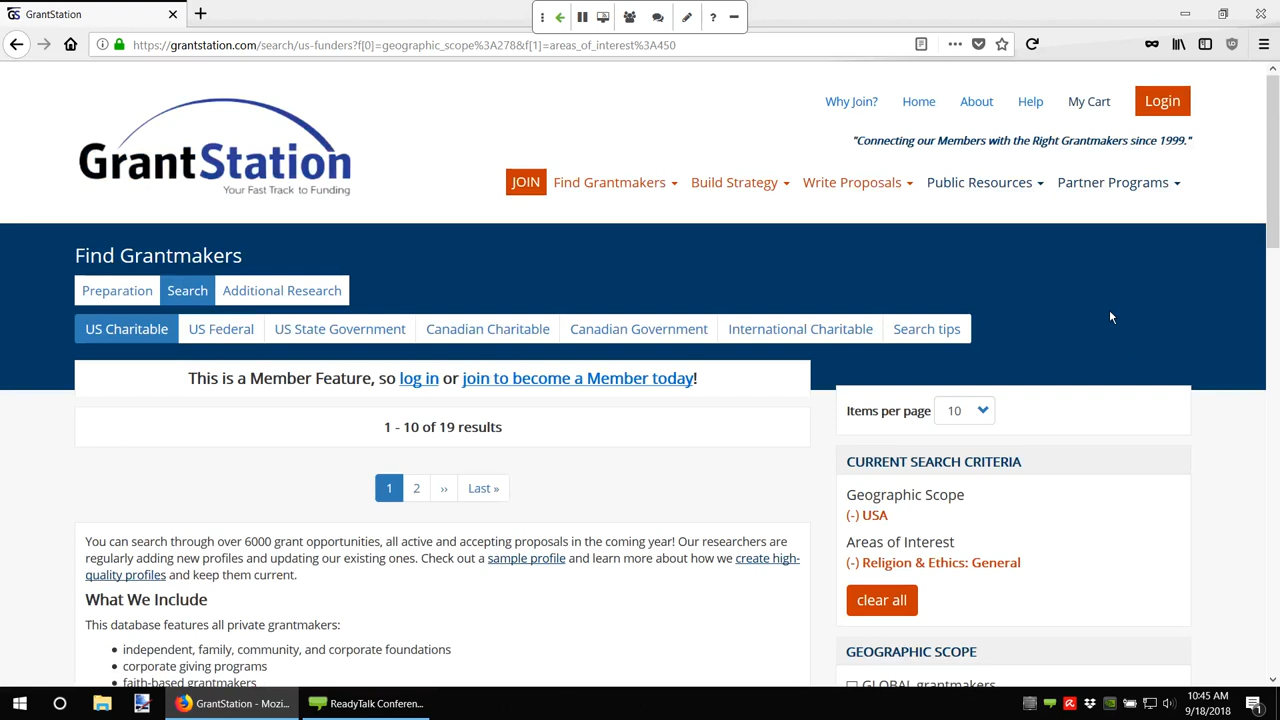 GrantStation
https://grantstation.com/search/us-funders?f[0]=geographic_scope%3A278&f[1]=areas_of_interest%3A450
Why Join?
Home
About
Help
My Cart
Login
"Connecting our Members with the Right Grantmakers since 1999."
GrantStation
Your Fast Track to Funding
JOIN
Find Grantmakers
Build Strategy
Write Proposals
Public Resources
Partner Programs
Find Grantmakers
Preparation
Search
Additional Research
US Charitable
US Federal
US State Government
Canadian Charitable
Canadian Government
International Charitable
Search tips
This is a Member Feature, so log in or join to become a Member today!
1 - 10 of 19 results
1
2
››
Last »
You can search through over 6000 grant opportunities, all active and accepting proposals in the coming year! Our researchers are
regularly adding new profiles and updating our existing ones. Check out a sample profile and learn more about how we create high-
quality profiles and keep them current.
What We Include
This database features all private grantmakers:
• independent, family, community, and corporate foundations
• corporate giving programs
• faith-based grantmakers
Items per page 10
CURRENT SEARCH CRITERIA
Geographic Scope
(-) USA
Areas of Interest
(-) Religion & Ethics: General
clear all
GEOGRAPHIC SCOPE
GLOBAL grantmakers
GrantStation - Mozi...
ReadyTalk Conferen...
10:45 AM
9/18/2018